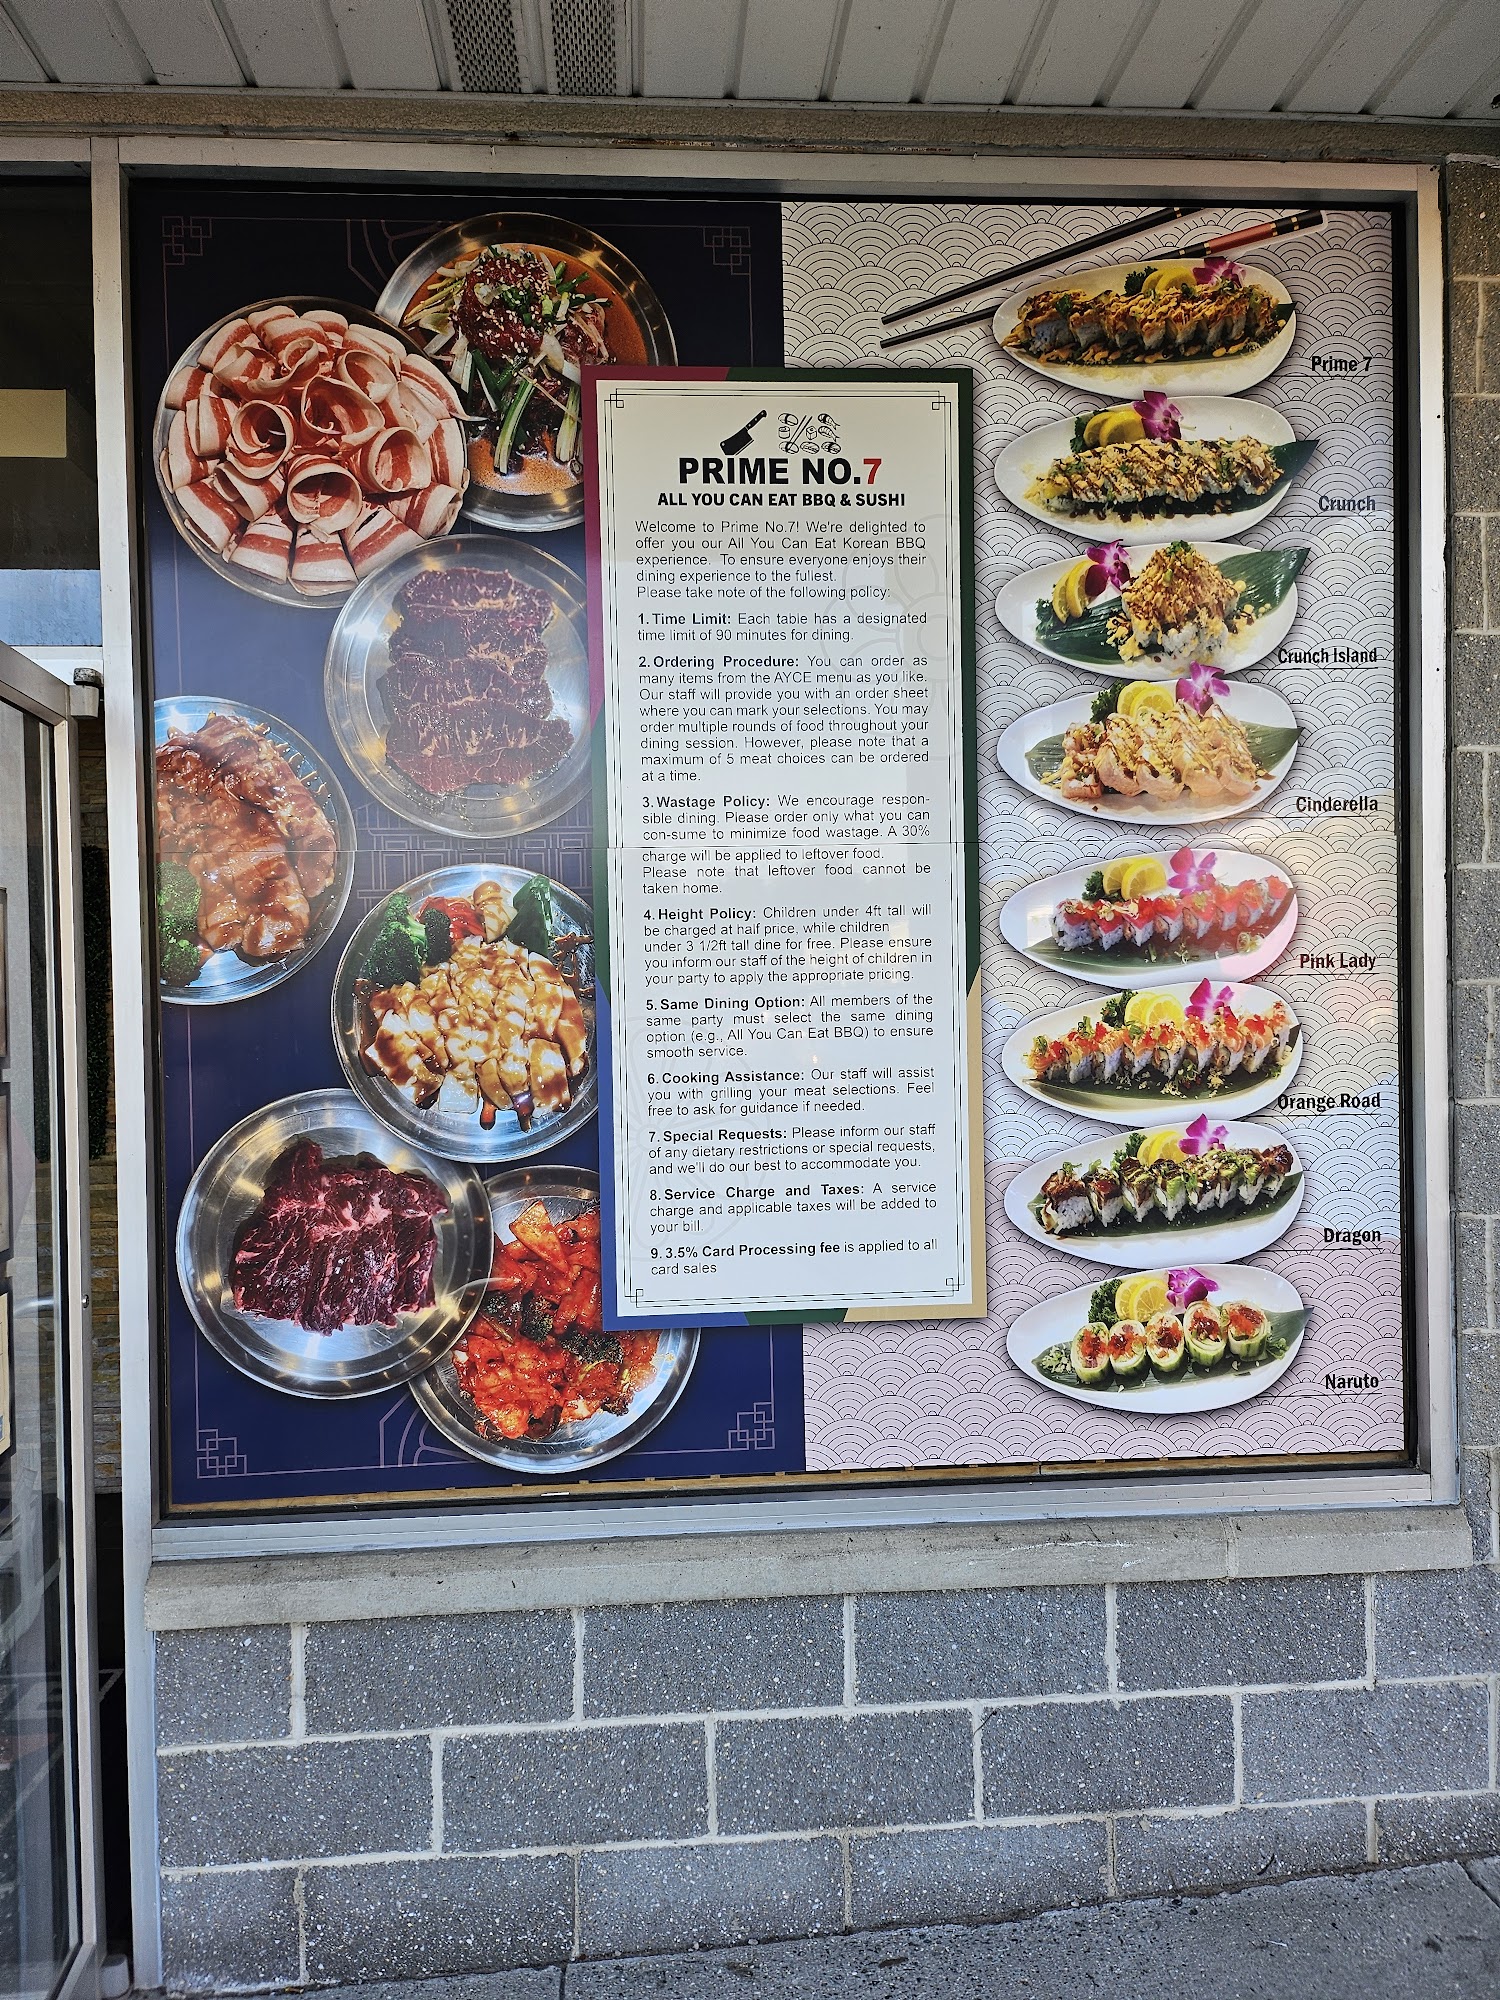 PRIME NO.7
ALL YOU CAN EAT BBQ & SUSHI
Welcome to Prime No.7! We're delighted to
offer you our All You Can Eat Korean BBQ
experience. To ensure everyone enjoys their
dining experience to the fullest.
Please take note of the following policy:
1. Time Limit: Each table has a designated
time limit of 90 minutes for dining.
2. Ordering Procedure: You can order as
many items from the AYCE menu as you like.
Our staff will provide you with an order sheet
where you can mark your selections. You may
order multiple rounds of food throughout your
dining session. However, please note that a
maximum of 5 meat choices can be ordered
at a time.
3. Wastage Policy: We encourage respon-
sible dining. Please order only what you can
con-sume to minimize food wastage. A 30%
charge will be applied to leftover food.
Please note that leftover food cannot be
taken home.
4. Height Policy: Children under 4ft tall will
be charged at half price, while children
under 3 1/2ft tall dine for free. Please ensure
you inform our staff of the height of children in
your party to apply the appropriate pricing.
5. Same Dining Option: All members of the
same party must select the same dining
option (e.g., All You Can Eat BBQ) to ensure
smooth service.
6. Cooking Assistance: Our staff will assist
you with grilling your meat selections. Feel
free to ask for guidance if needed.
7. Special Requests: Please inform our staff
of any dietary restrictions or special requests,
and we'll do our best to accommodate you.
8. Service Charge and Taxes: A service
charge and applicable taxes will be added to
your bill.
9. 3.5% Card Processing fee is applied to all
card sales
Prime 7
Crunch
Crunch Island
Cinderella
Pink Lady
Orange Road
Dragon
Naruto